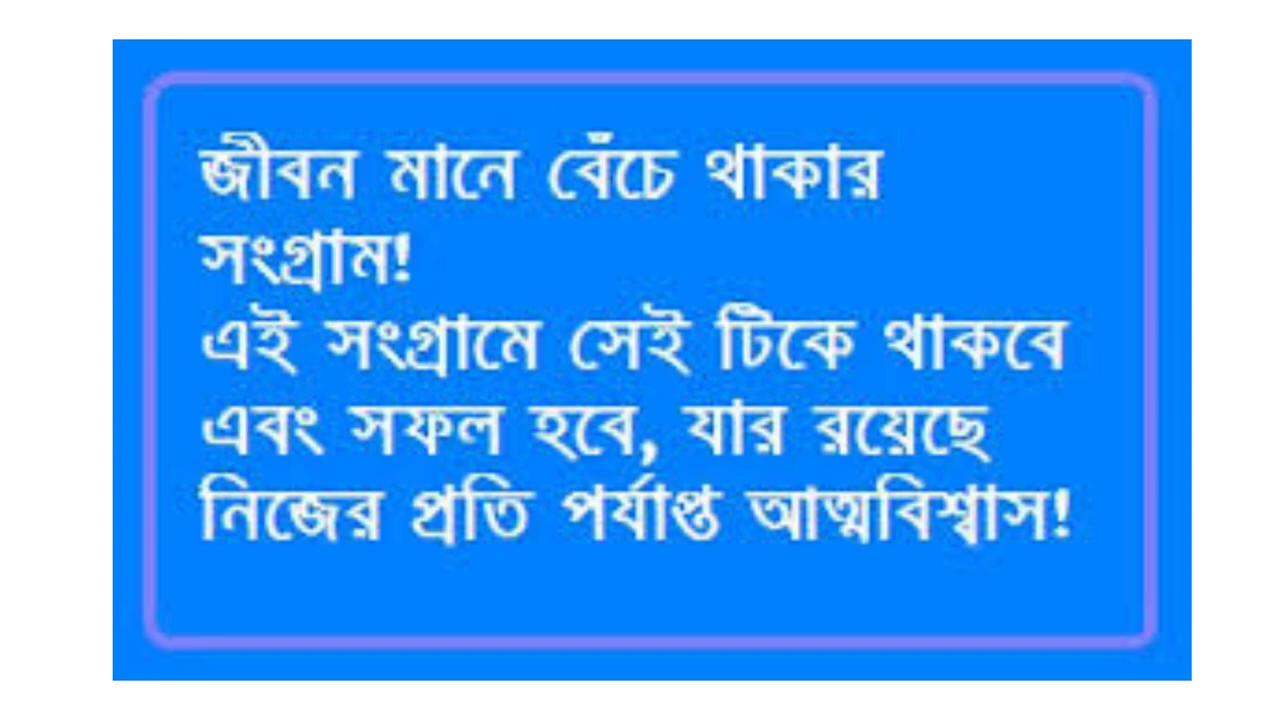 জীবন মানে বেঁচে থাকার
সংগ্রাম!
এই সংগ্রামে সেই টিকে থাকবে
এবং সফল হবে, যার রয়েছে
নিজের প্রতি পর্যাপ্ত আত্মবিশ্বাস!